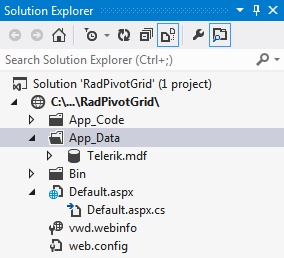 Solution Explorer
Search Solution Explorer (Ctrl+;)
Solution 'RadPivotGrid' (1 project)
C:\...\RadPivotGrid\
App_Code
App_Data
Telerik.mdf
Bin
Default.aspx
Default.aspx.cs
vwd.webinfo
web.config